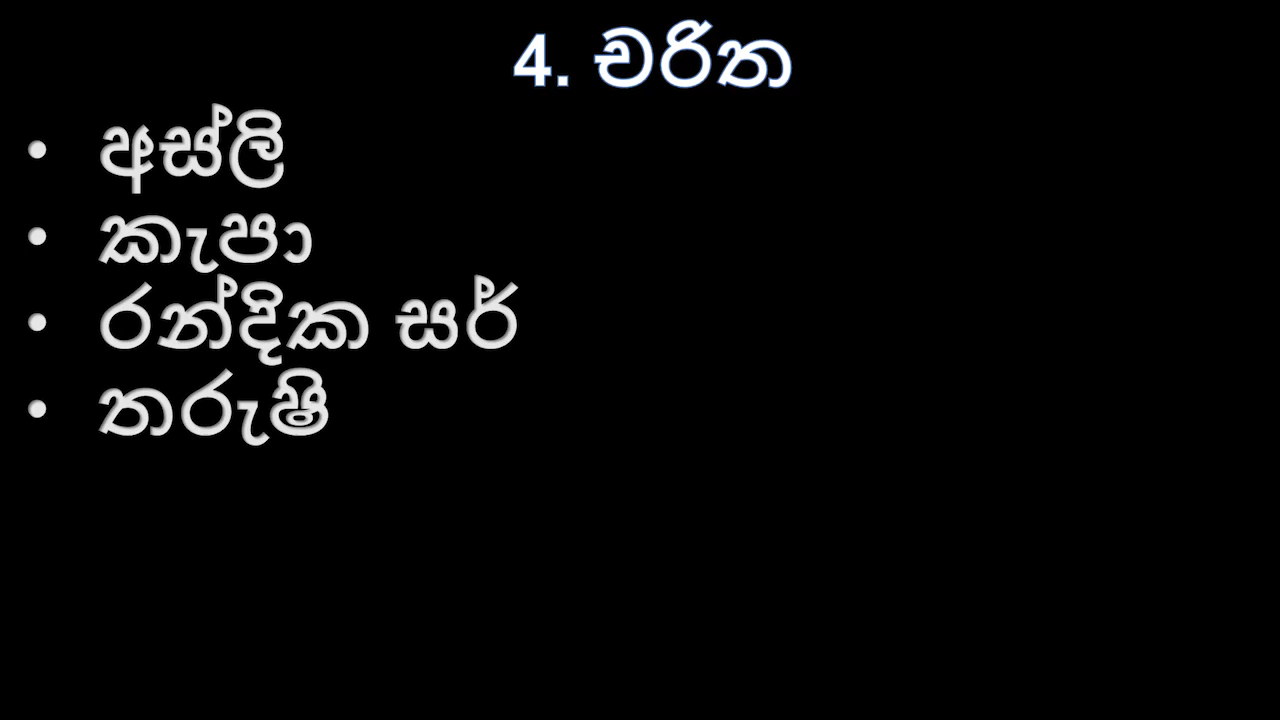 4. චරිත
• අස්ලි
• කැපා
• රන්දික සර්
• තරුෂි